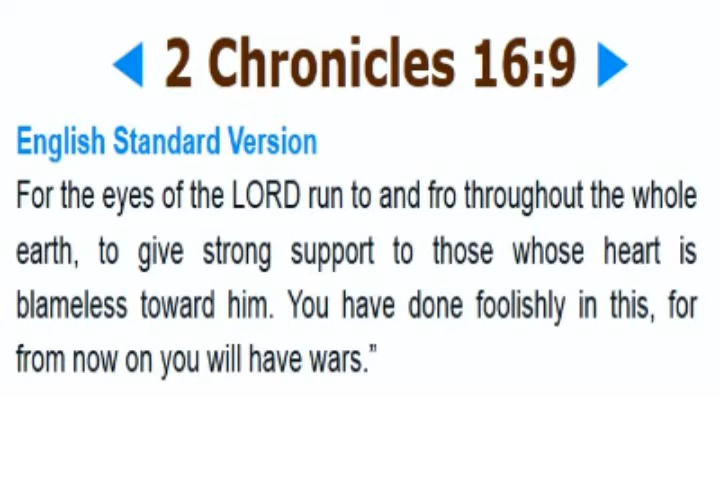 2 Chronicles 16:9
English Standard Version
For the eyes of the LORD run to and fro throughout the whole
earth, to give strong support to those whose heart is
blameless toward him. You have done foolishly in this, for
from now on you will have wars.”